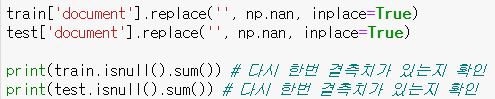 train['document'].replace('', np.nan, inplace=True)
test['document'].replace('', np.nan, inplace=True)

print(train.isnull().sum()) # 다시 한번 결측치가 있는지 확인
print(test.isnull().sum()) # 다시 한번 결측치가 있는지 확인